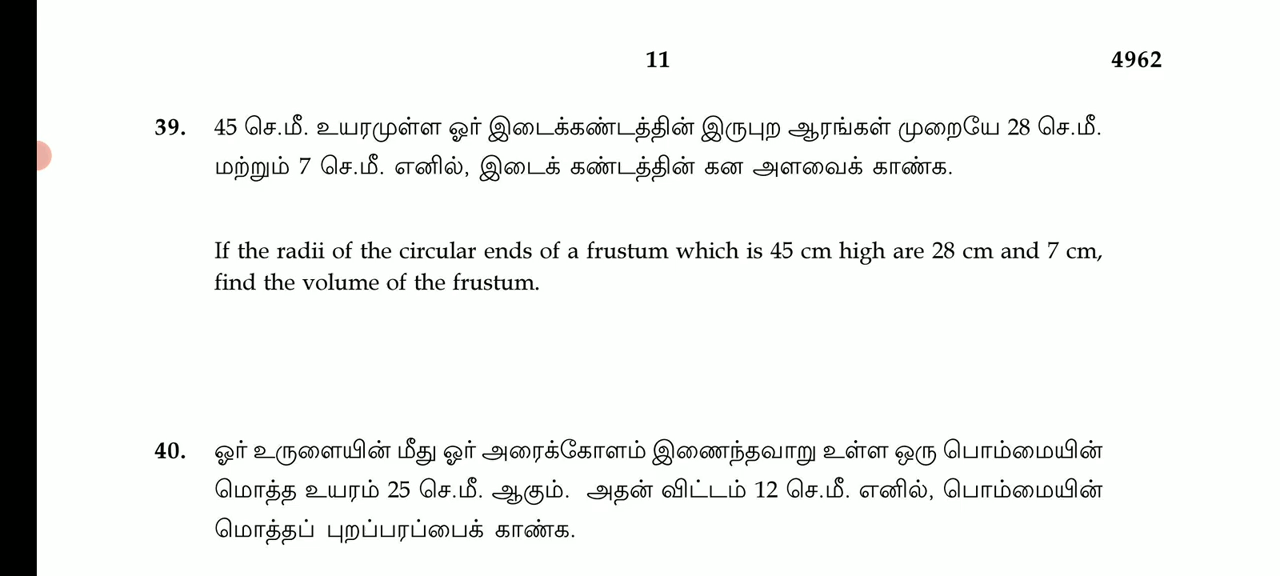 11
4962
39. 45 செ.மீ. உயரமுள்ள ஓர் இடைக்கண்டத்தின் இருபுற ஆரங்கள் முறையே 28 செ.மீ.
மற்றும் 7 செ.மீ. எனில், இடைக் கண்டத்தின் கன அளவைக் காண்க.
If the radii of the circular ends of a frustum which is 45 cm high are 28 cm and 7 cm,
find the volume of the frustum.
40. ஓர் உருளையின் மீது ஓர் அரைக்கோளம் இணைந்தவாறு உள்ள ஒரு பொம்மையின்
மொத்த உயரம் 25 செ.மீ. ஆகும். அதன் விட்டம் 12 செ.மீ. எனில், பொம்மையின்
மொத்தப் புறப்பரப்பைக் காண்க.